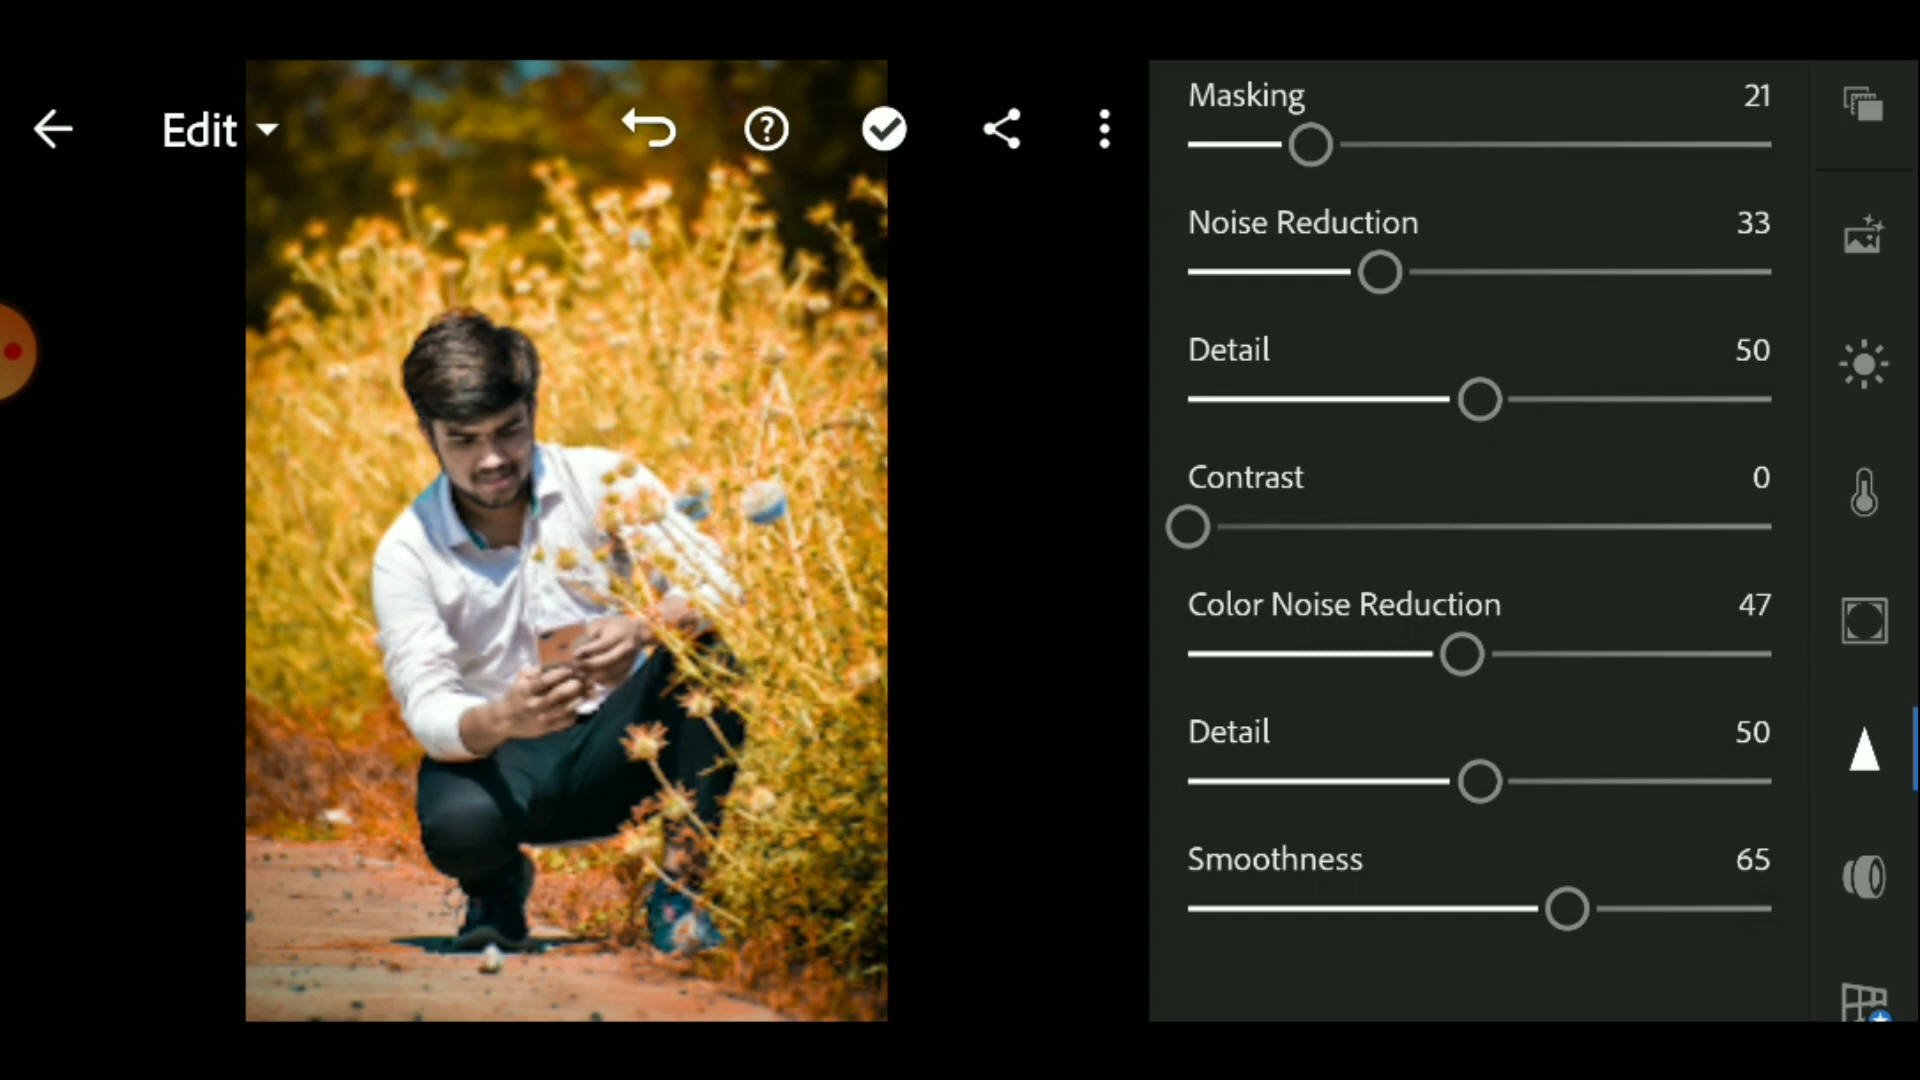 Edit
Masking 21
Noise Reduction 33
Detail 50
Contrast 0
Color Noise Reduction 47
Detail 50
Smoothness 65